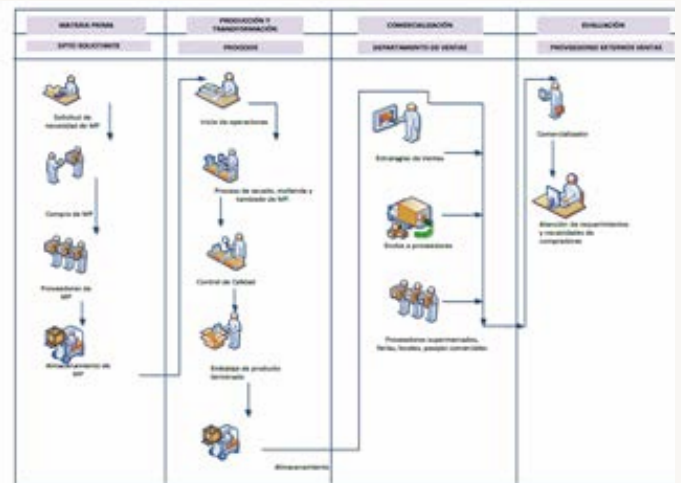 MATERIA PRIMA
DPTO SOLICITANTE
Solicitud de
necesidad de MP
Compra de MP
Proveedores de
MP
Almacenamiento de
MP
PRODUCCIÓN Y
TRANSFORMACIÓN
PROCESOS
Inicio de operaciones
Proceso de secado, molienda y
tamizado de MP.
Control de Calidad
Embalaje de producto
terminado
Almacenamiento
COMERCIALIZACIÓN
DEPARTAMENTO DE VENTAS
Estrategias de Ventas
Envíos a proveedores
Proveedores supermercados,
ferias, locales, pasajes comerciales
EVALUACIÓN
PROVEEDORES EXTERNOS VENTAS
Comercializador
Atención de requerimientos
y necesidades de
compradores